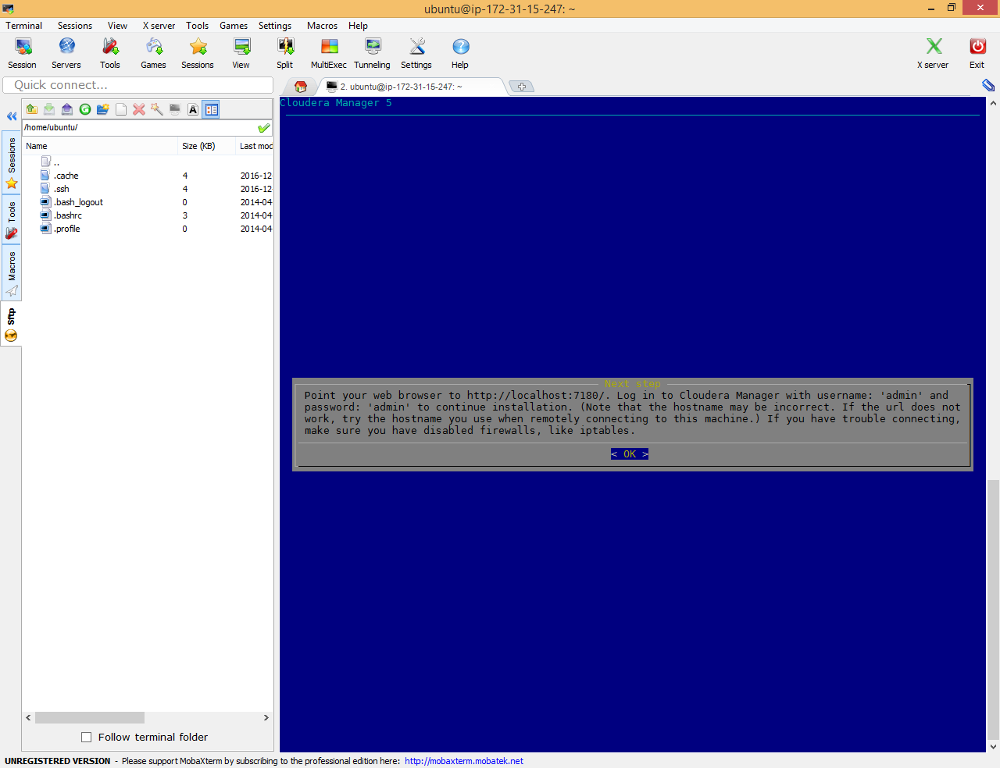 ubuntu@ip-172-31-15-247: ~
Terminal Sessions View X server Tools Games Settings Macros Help
Session Servers Tools Games Sessions View Split MultiExec Tunneling Settings Help X server Exit
Quick connect...
2. ubuntu@ip-172-31-15-247: ~
Sessions
Tools
Macros
Sftp
/home/ubuntu/
Name Size (KB) Last mod
..
.cache 4 2016-12
.ssh 4 2016-12
.bash_logout 0 2014-04
.bashrc 3 2014-04
.profile 0 2014-04
Follow terminal folder
Cloudera Manager 5
Next step
Point your web browser to http://localhost:7180/. Log in to Cloudera Manager with username: 'admin' and
password: 'admin' to continue installation. (Note that the hostname may be incorrect. If the url does not
work, try the hostname you use when remotely connecting to this machine.) If you have trouble connecting,
make sure you have disabled firewalls, like iptables.
< OK >
UNREGISTERED VERSION - Please support MobaXterm by subscribing to the professional edition here: http://mobaxterm.mobatek.net